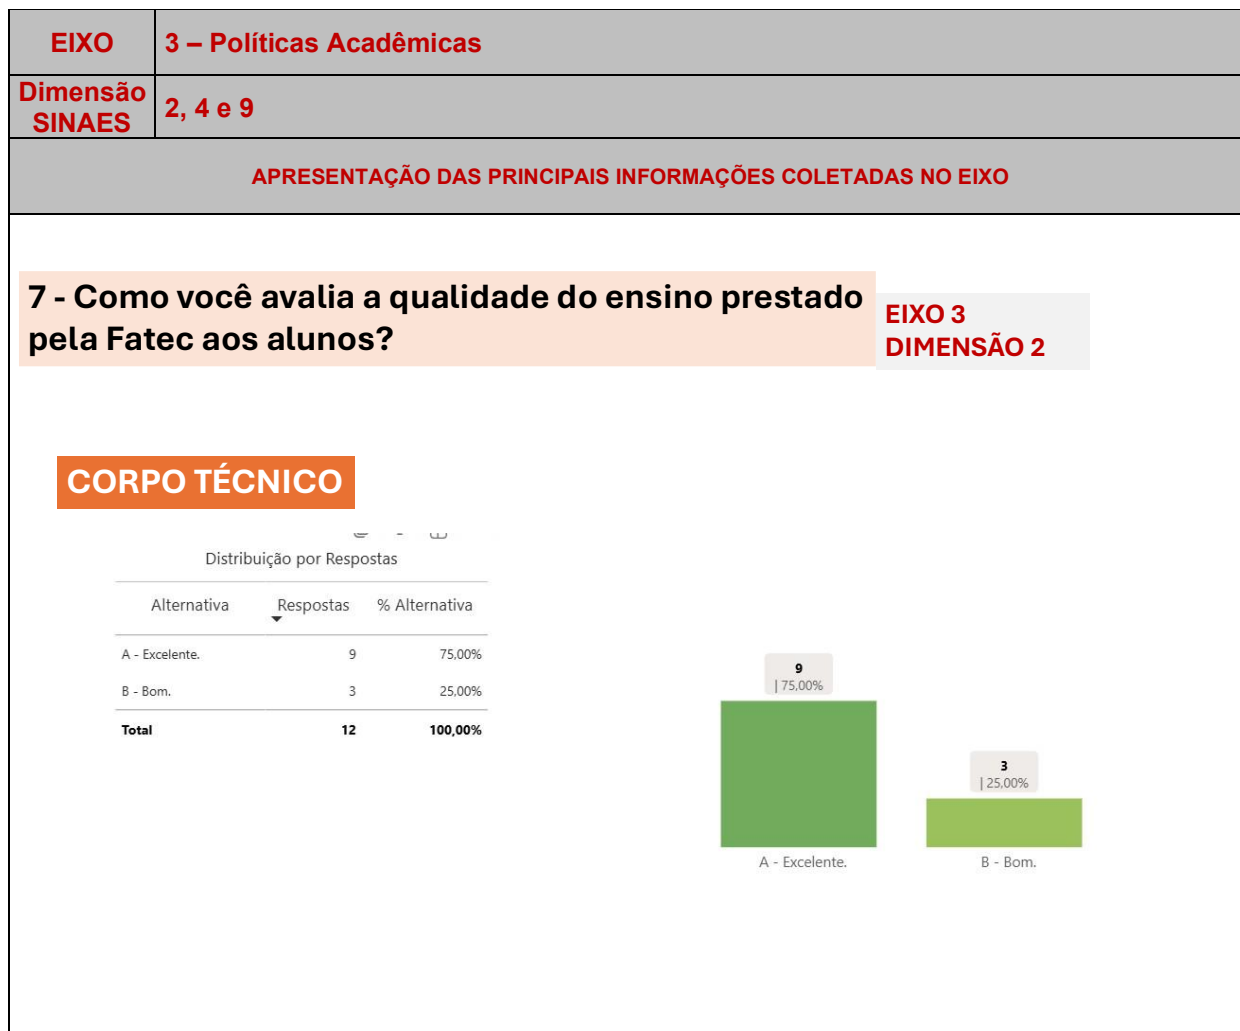 EIXO 3 – Políticas Acadêmicas
Dimensão
SINAES 2, 4 e 9
APRESENTAÇÃO DAS PRINCIPAIS INFORMAÇÕES COLETADAS NO EIXO
7 - Como você avalia a qualidade do ensino prestado
pela Fatec aos alunos?
EIXO 3
DIMENSÃO 2
CORPO TÉCNICO
Distribuição por Respostas
Alternativa Respostas % Alternativa
A - Excelente. 9 75,00%
B - Bom. 3 25,00%
Total 12 100,00%
9
| 75,00%
3
| 25,00%
A - Excelente. B - Bom.